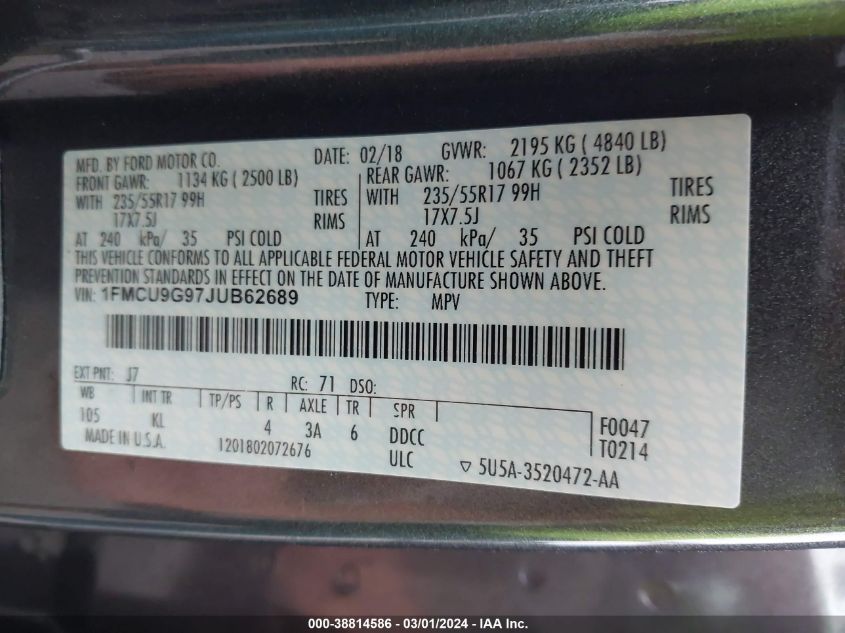 MFD. BY FORD MOTOR CO. DATE: 02/18 GVWR: 2195 KG ( 4840 LB)
FRONT GAWR: 1134 KG ( 2500 LB) REAR GAWR: 1067 KG ( 2352 LB)
WITH 235/55R17 99H TIRES WITH 235/55R17 99H TIRES
17X7.5J RIMS 17X7.5J RIMS
AT 240 kPa/ 35 PSI COLD AT 240 kPa/ 35 PSI COLD
THIS VEHICLE CONFORMS TO ALL APPLICABLE FEDERAL MOTOR VEHICLE SAFETY AND THEFT
PREVENTION STANDARDS IN EFFECT ON THE DATE OF MANUFACTURE SHOWN ABOVE.
VIN: 1FMCU9G97JUB62689 TYPE: MPV
EXT PNT: J7 RC: 71 DSO:
WB INT TR TP/PS R AXLE TR SPR
105 KL 4 3A 6 DDCC F0047
MADE IN U.S.A. 1201802072676 ULC T0214
5U5A-3520472-AA
000-38814586 - 03/01/2024 - IAA Inc.